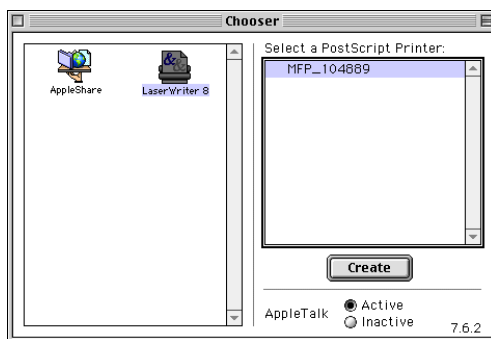 Chooser
AppleShare
LaserWriter 8
Select a PostScript Printer:
MFP_104889
Create
AppleTalk
Active
Inactive
7.6.2